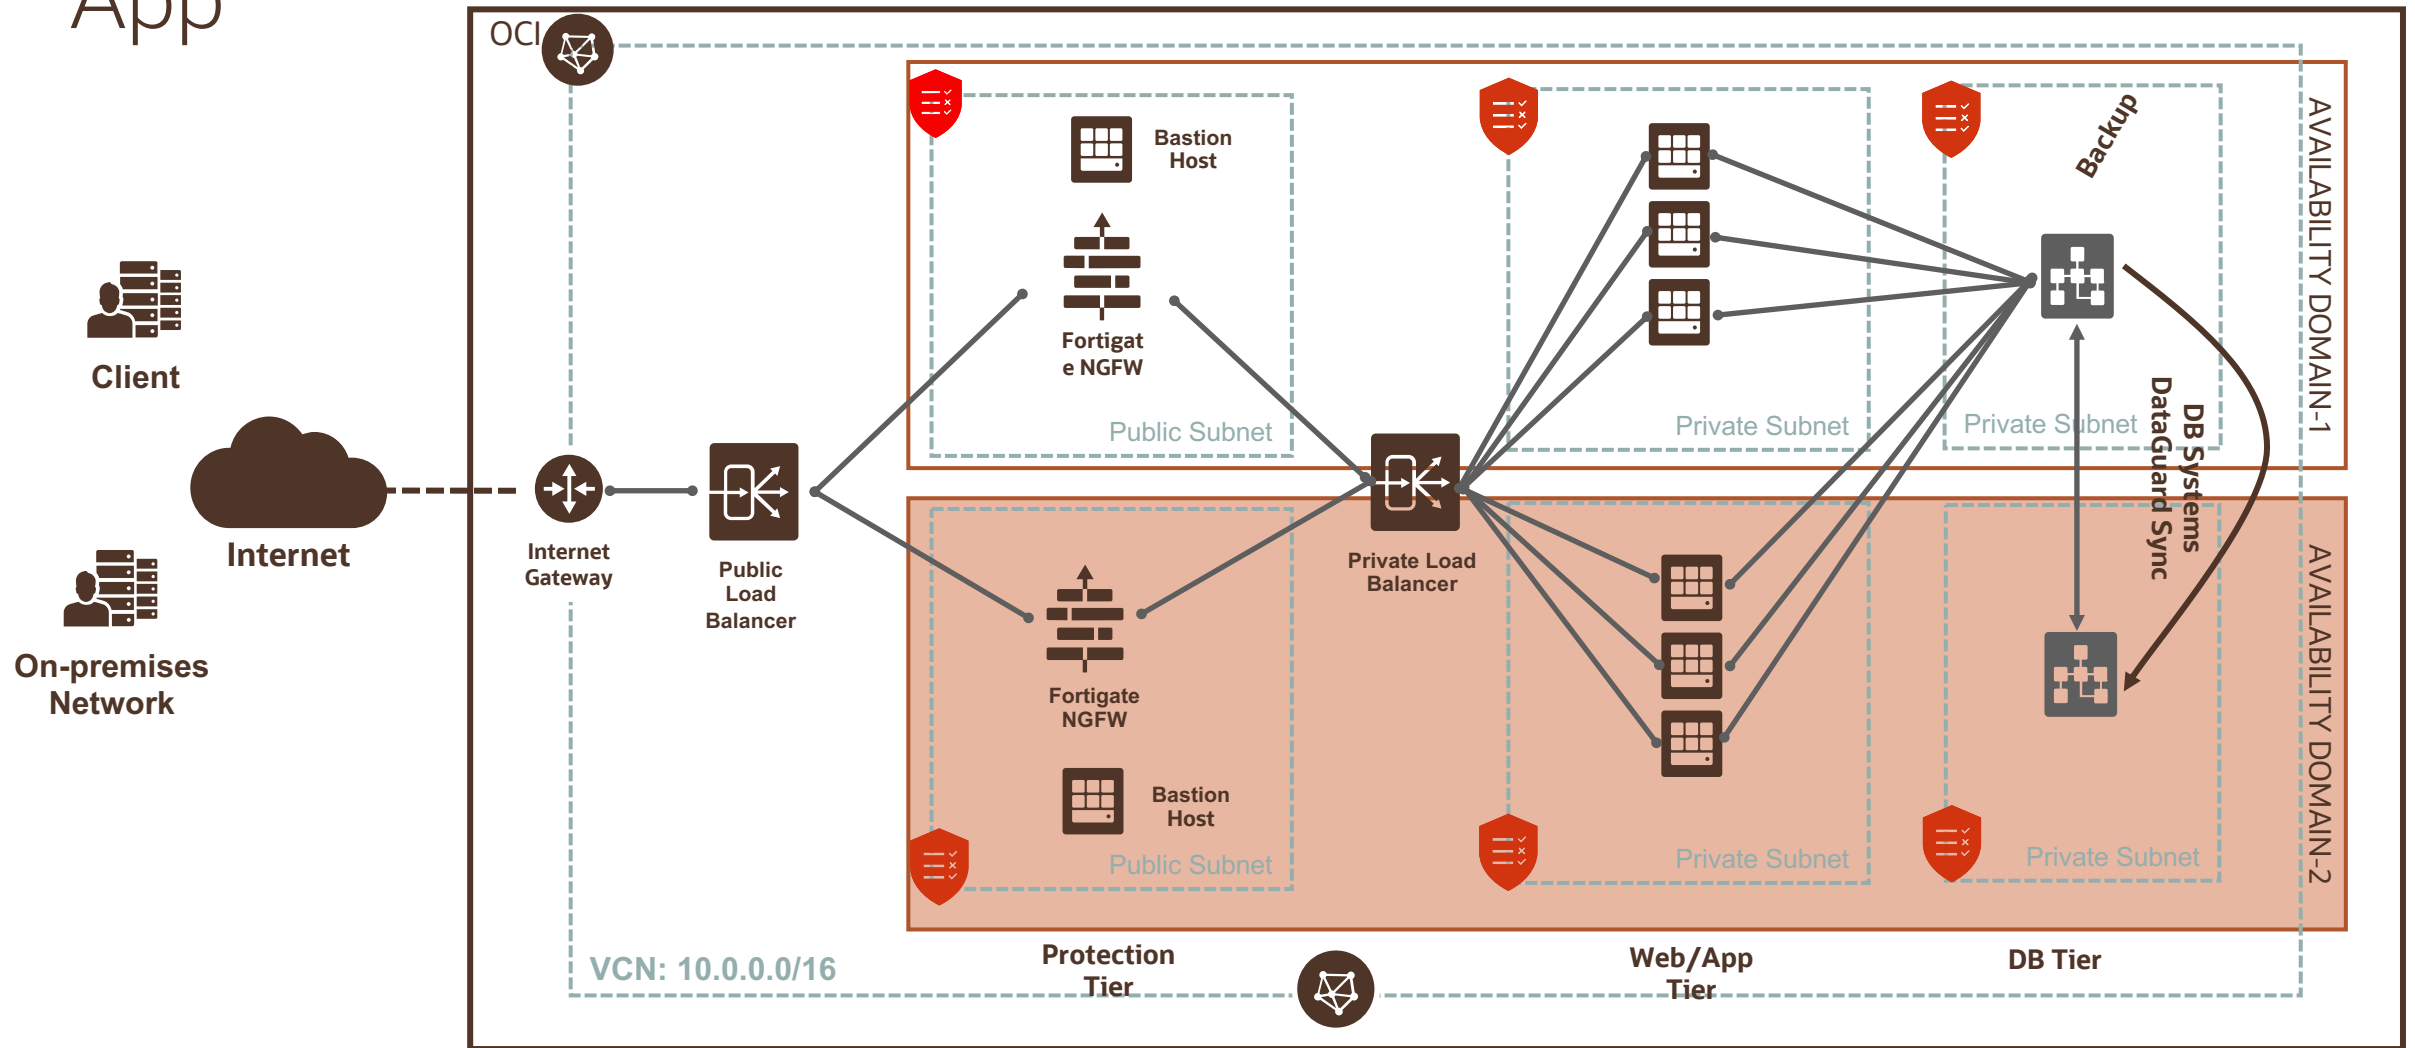 App
OCI
Client
Internet
On-premises
Network
Internet
Gateway
Public
Load
Balancer
Bastion
Host
Fortigat
e NGFW
Public Subnet
Private Load
Balancer
Private Subnet
Backup
Private Subnet
DB Systems
DataGuard Sync
AVAILABILITY DOMAIN-1
Fortigate
NGFW
Bastion
Host
Public Subnet
Private Subnet
Private Subnet
AVAILABILITY DOMAIN-2
VCN: 10.0.0.0/16
Protection
Tier
Web/App
Tier
DB Tier